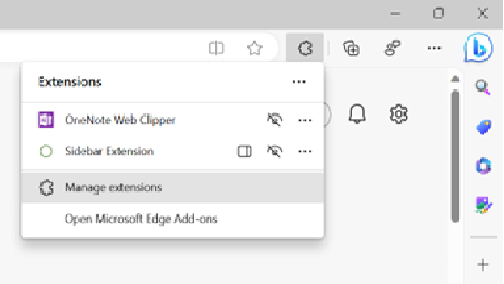 Extensions
OneNote Web Clipper
Sidebar Extension
Manage extensions
Open Microsoft Edge Add-ons